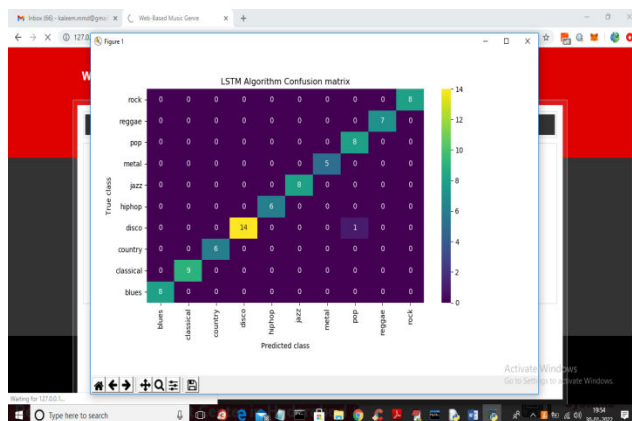 Inbox (66) - kaleem.mmd@gmai
Web-Based Music Genre
127.0.
Figure 1
W
LSTM Algorithm Confusion matrix
True class
rock 0 0 0 0 0 0 0 0 0 8
reggae 0 0 0 0 0 0 0 0 7 0
pop 0 0 0 0 0 0 0 8 0 0
metal 0 0 0 0 0 0 5 0 0 0
jazz 0 0 0 0 0 8 0 0 0 0
hiphop 0 0 0 0 6 0 0 0 0 0
disco 0 0 0 14 0 0 0 1 0 0
country 0 0 6 0 0 0 0 0 0 0
classical 0 9 0 0 0 0 0 0 0 0
blues 8 0 0 0 0 0 0 0 0 0
blues classical country disco hiphop jazz metal pop reggae rock
Predicted class
14
12
10
8
6
4
2
0
Activate Windows
Go to Settings to activate Windows.
Waiting for 127.0.0.1...
Type here to search
19:54
30-01-2022